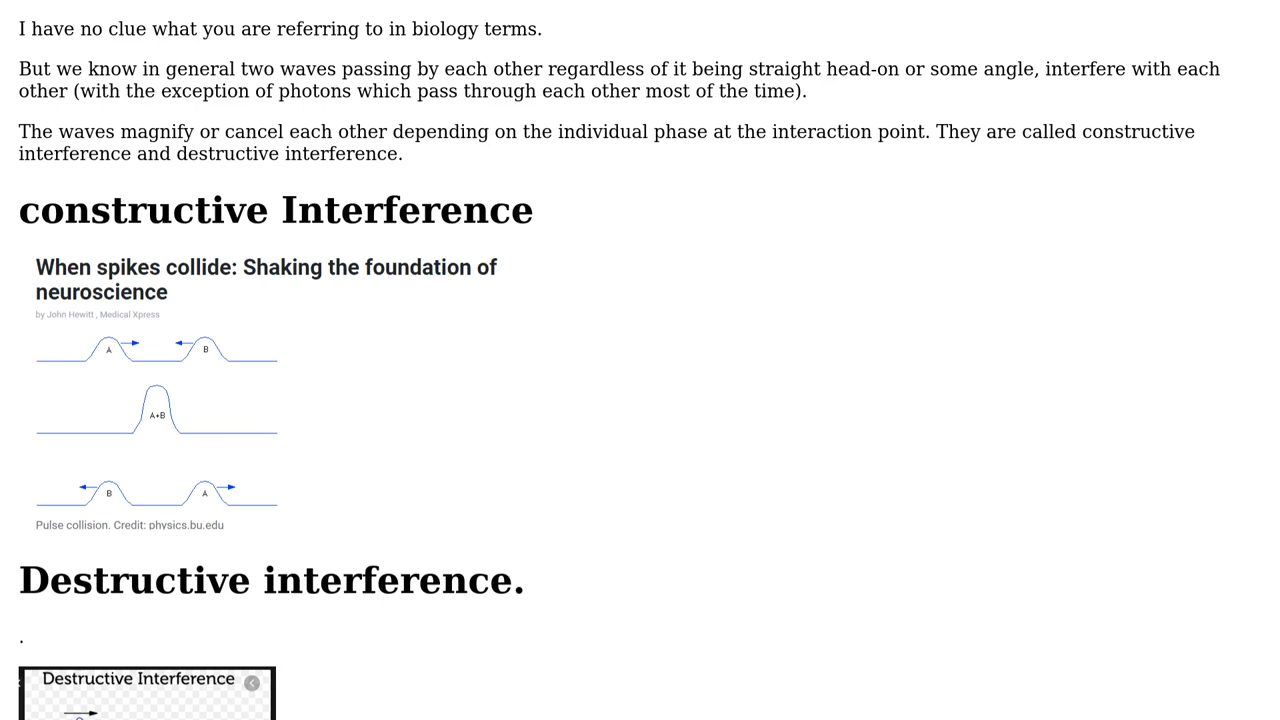 I have no clue what you are referring to in biology terms.
But we know in general two waves passing by each other regardless of it being straight head-on or some angle, interfere with each
other (with the exception of photons which pass through each other most of the time).
The waves magnify or cancel each other depending on the individual phase at the interaction point. They are called constructive
interference and destructive interference.
constructive Interference
When spikes collide: Shaking the foundation of
neuroscience
by John Hewitt , Medical Xpress
A B
A+B
B A
Pulse collision. Credit: physics.bu.edu
Destructive interference.
.
Destructive Interference